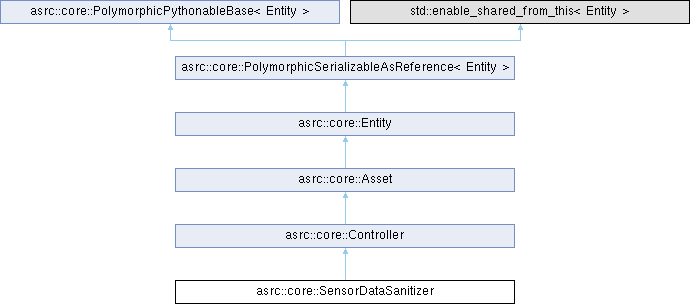 asrc::core::PolymorphicPythonableBase< Entity >
std::enable_shared_from_this< Entity >
asrc::core::PolymorphicSerializableAsReference< Entity >
asrc::core::Entity
asrc::core::Asset
asrc::core::Controller
asrc::core::SensorDataSanitizer